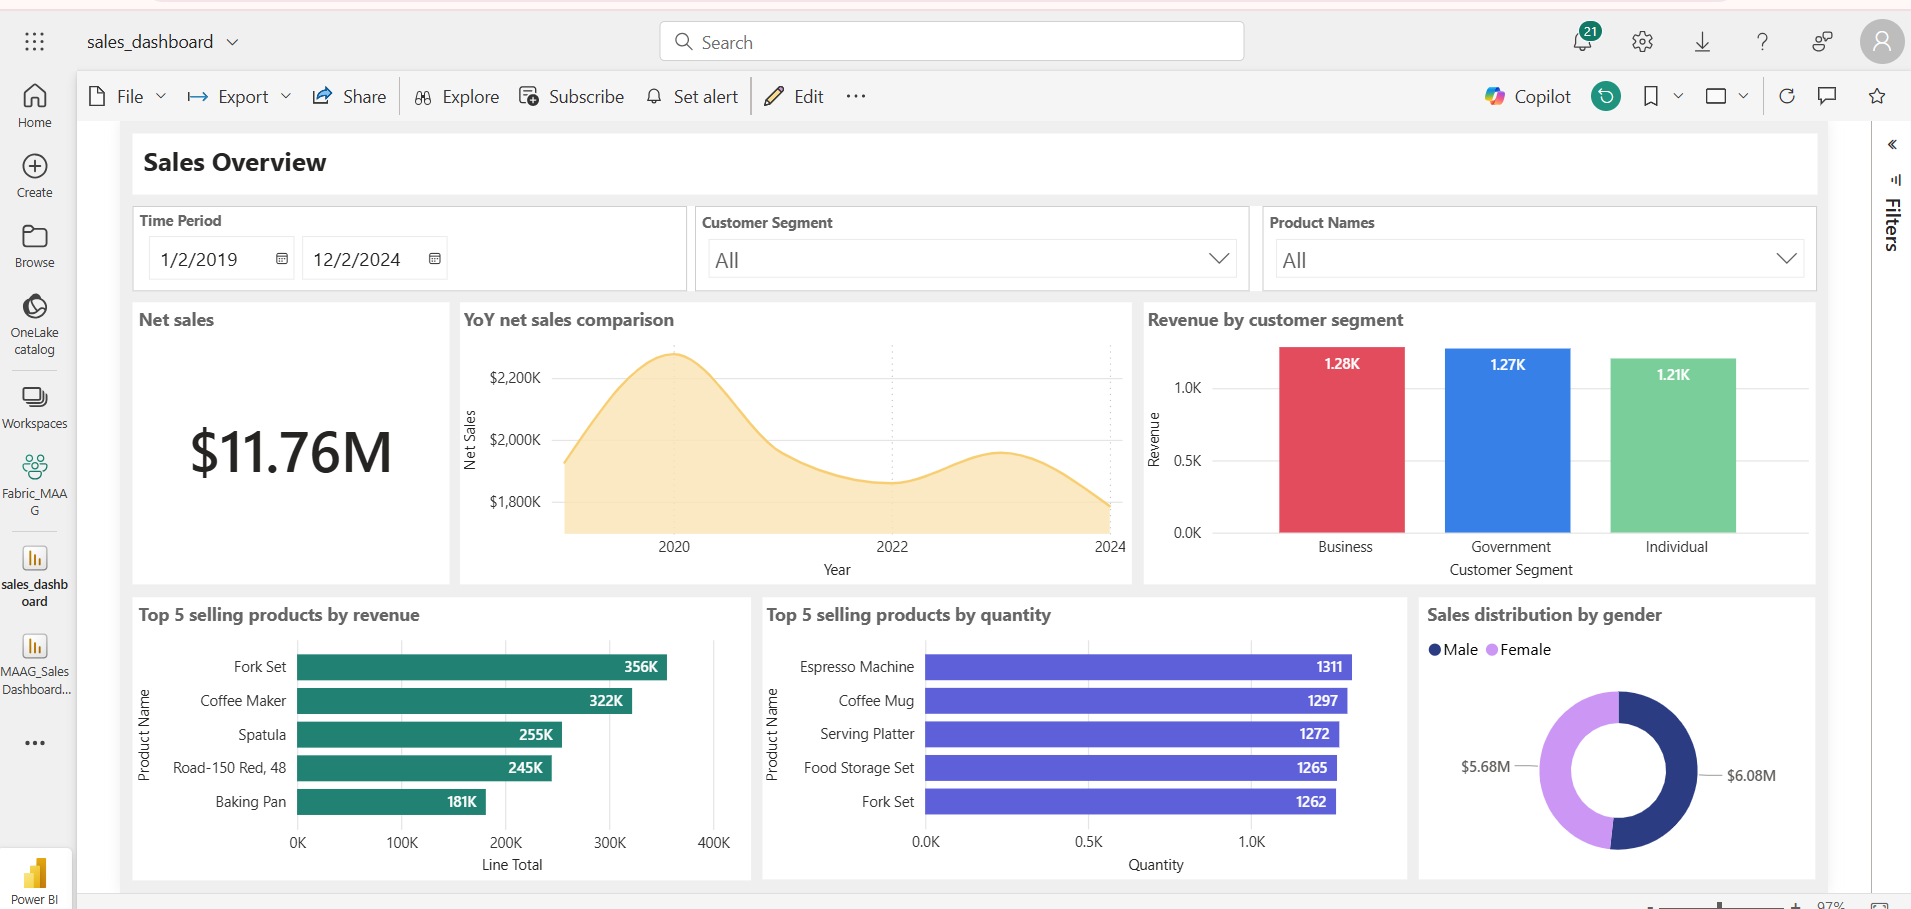 sales_dashboard
Search
21
File
Export
Share
Explore
Subscribe
Set alert
Edit
Copilot
Home
Create
Browse
OneLake
catalog
Workspaces
Fabric_MAA
G
sales_dashb
oard
MAAG_Sales
Dashboard...
Power BI
Filters
Sales Overview
Time Period
1/2/2019
12/2/2024
Customer Segment
All
Product Names
All
Net sales
$11.76M
YoY net sales comparison
Net Sales
$2,200K
$2,000K
$1,800K
2020
2022
2024
Year
Revenue by customer segment
Revenue
1.0K
0.5K
0.0K
1.28K
1.27K
1.21K
Business
Government
Individual
Customer Segment
Top 5 selling products by revenue
Product Name
Fork Set
356K
Coffee Maker
322K
Spatula
255K
Road-150 Red, 48
245K
Baking Pan
181K
0K
100K
200K
300K
400K
Line Total
Top 5 selling products by quantity
Product Name
Espresso Machine
1311
Coffee Mug
1297
Serving Platter
1272
Food Storage Set
1265
Fork Set
1262
0.0K
0.5K
1.0K
Quantity
Sales distribution by gender
Male
Female
$5.68M
$6.08M
97%